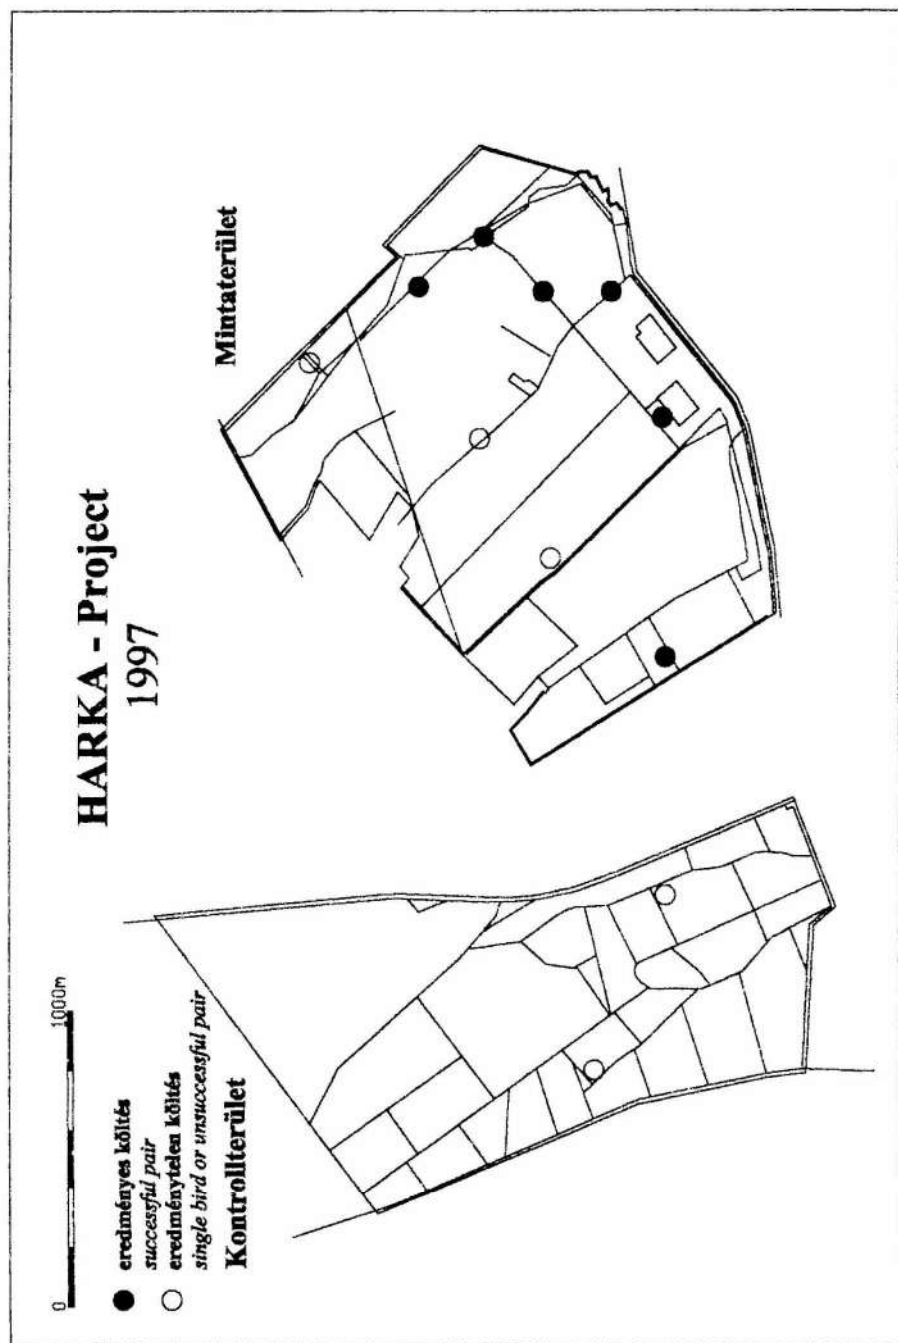 HARKA - Project
1997
0 1000m
eredményes költés
successful pair
eredménytelen költés
single bird or unsuccessful pair
Kontrollterület
Mintaterület